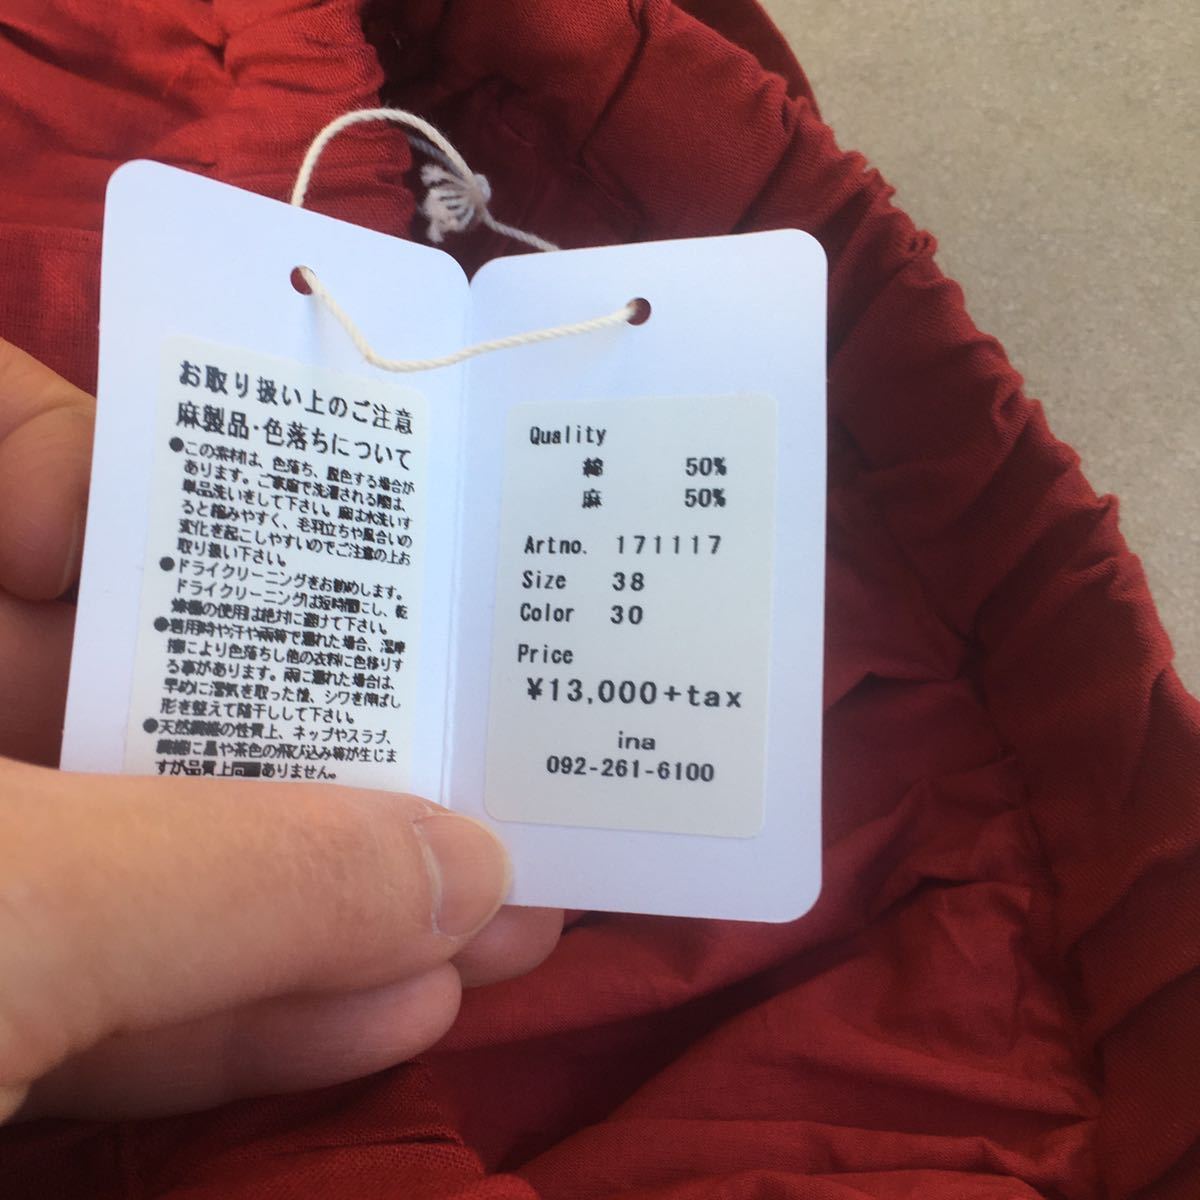 お取り扱い上のご注意
麻製品・色落ちについて
●この素材は、色落ち、脱色する場合が
あります。ご家庭で洗濯される際は、
単品洗いをして下さい。麻は水洗いす
ると縮みやすく、毛羽立ちや風合いの
変化を起こしやすいのでご注意の上お
取り扱い下さい。
●ドライクリーニングをお勧めします。
ドライクリーニングは短時間にし、乾
燥機の使用は絶対に避けて下さい。
●着用時や汗や雨等で濡れた場合、湿摩
擦により色落ちし他の衣料に色移りす
る事があります。雨に濡れた場合は、
早めに湿気を取った後、シワを伸ばし
形を整えて陰干しして下さい。
●天然繊維の性質上、ネップやスラブ、
繊維に黒や茶色の飛び込み等が生じま
すが品質上問題ありません。
Quality
綿 50%
麻 50%
Artno. 171117
Size 38
Color 30
Price
¥13,000+tax
ina
092-261-6100